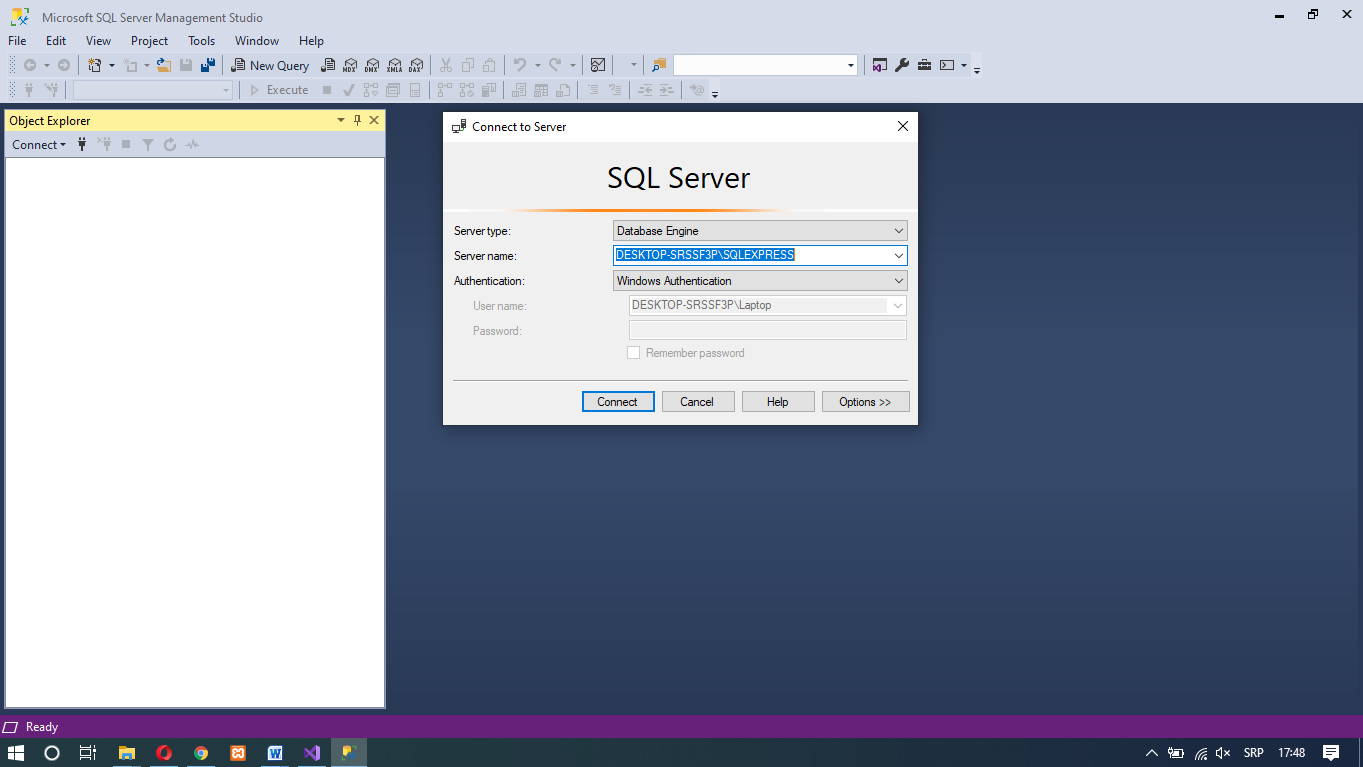 Microsoft SQL Server Management Studio
File Edit View Project Tools Window Help
New Query MDX DMX XMLA DAX
Execute
Object Explorer
Connect
Connect to Server
SQL Server
Server type: Database Engine
Server name: DESKTOP-SRSSF3P\SQLEXPRESS
Authentication: Windows Authentication
User name: DESKTOP-SRSSF3P\Laptop
Password:
Remember password
Connect Cancel Help Options >>
Ready
SRP 17:48